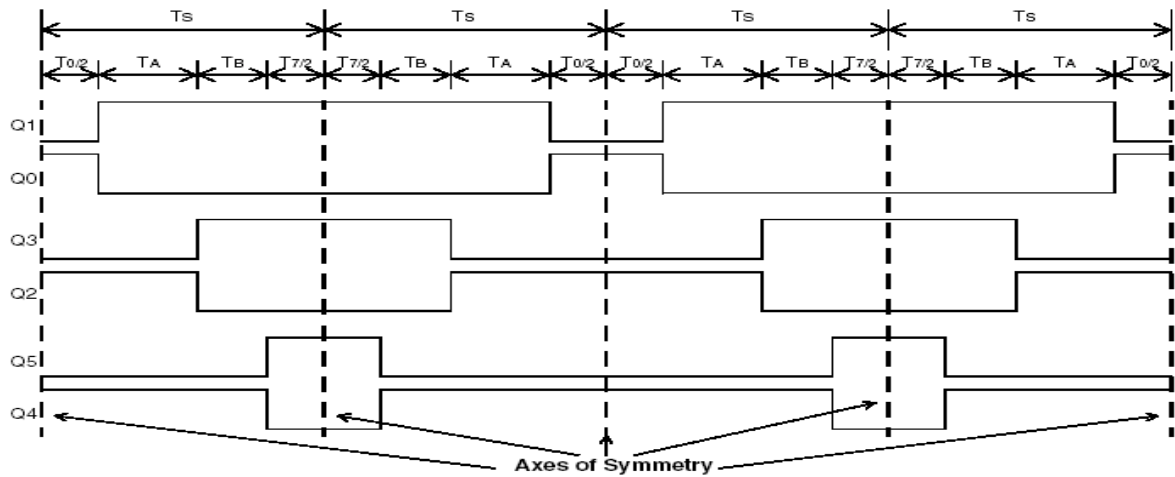 Ts Ts Ts Ts
T0/2 TA TB T7/2 T7/2 TB TA T0/2 T0/2 TA TB T7/2 T7/2 TB TA T0/2
Q1
Q0
Q3
Q2
Q5
Q4
Axes of Symmetry